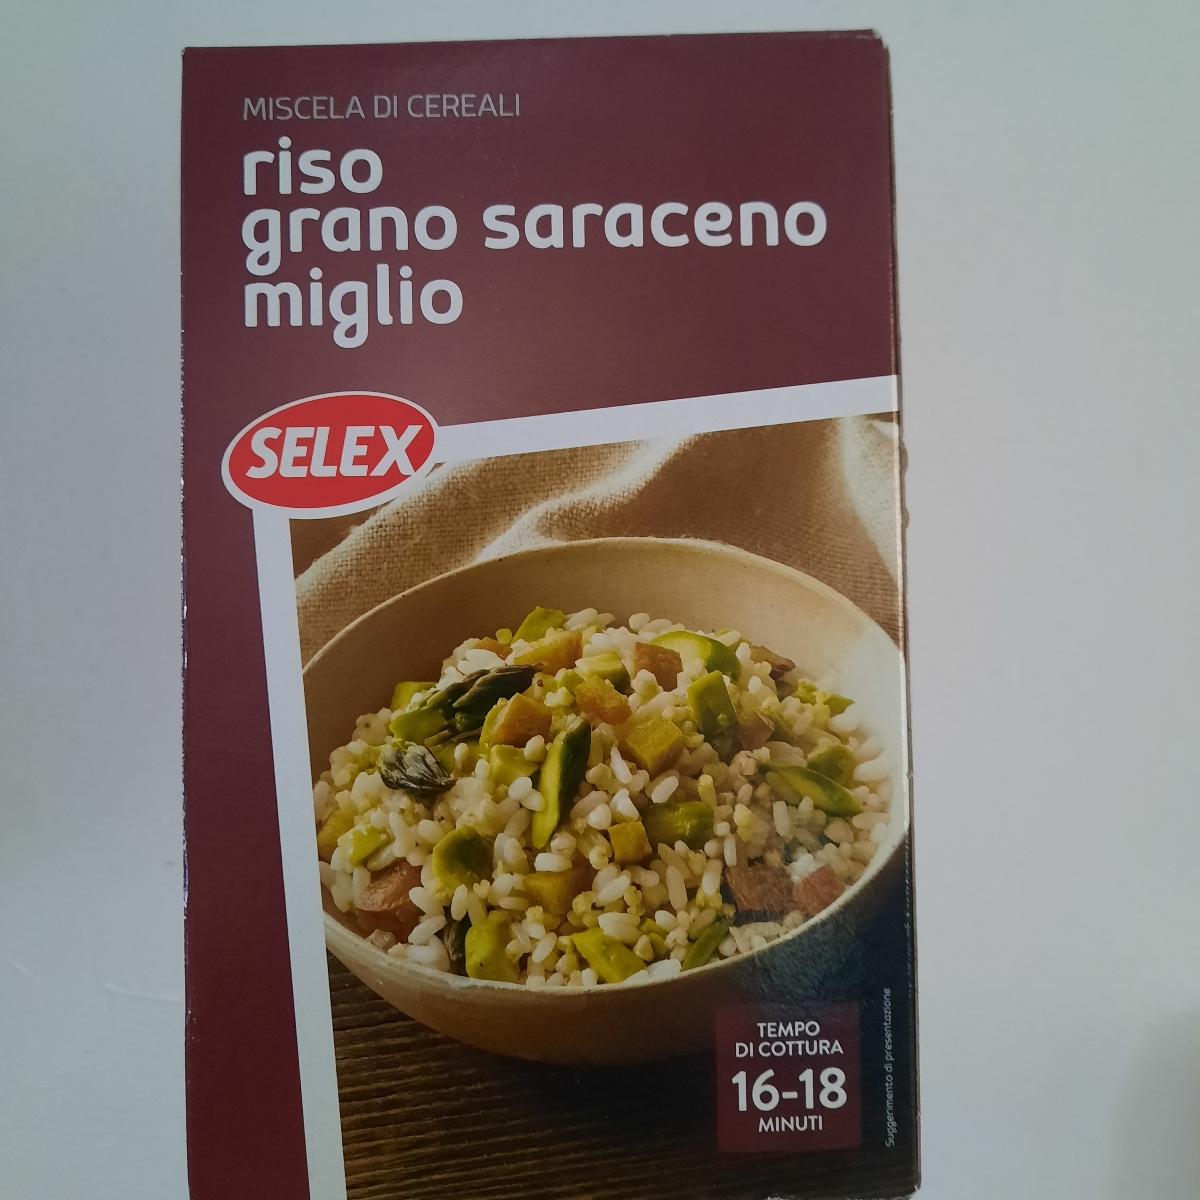 MISCELA DI CEREALI
riso
grano saraceno
miglio
SELEX
TEMPO
DI COTTURA
16-18
MINUTI
Suggerimento di presentazione